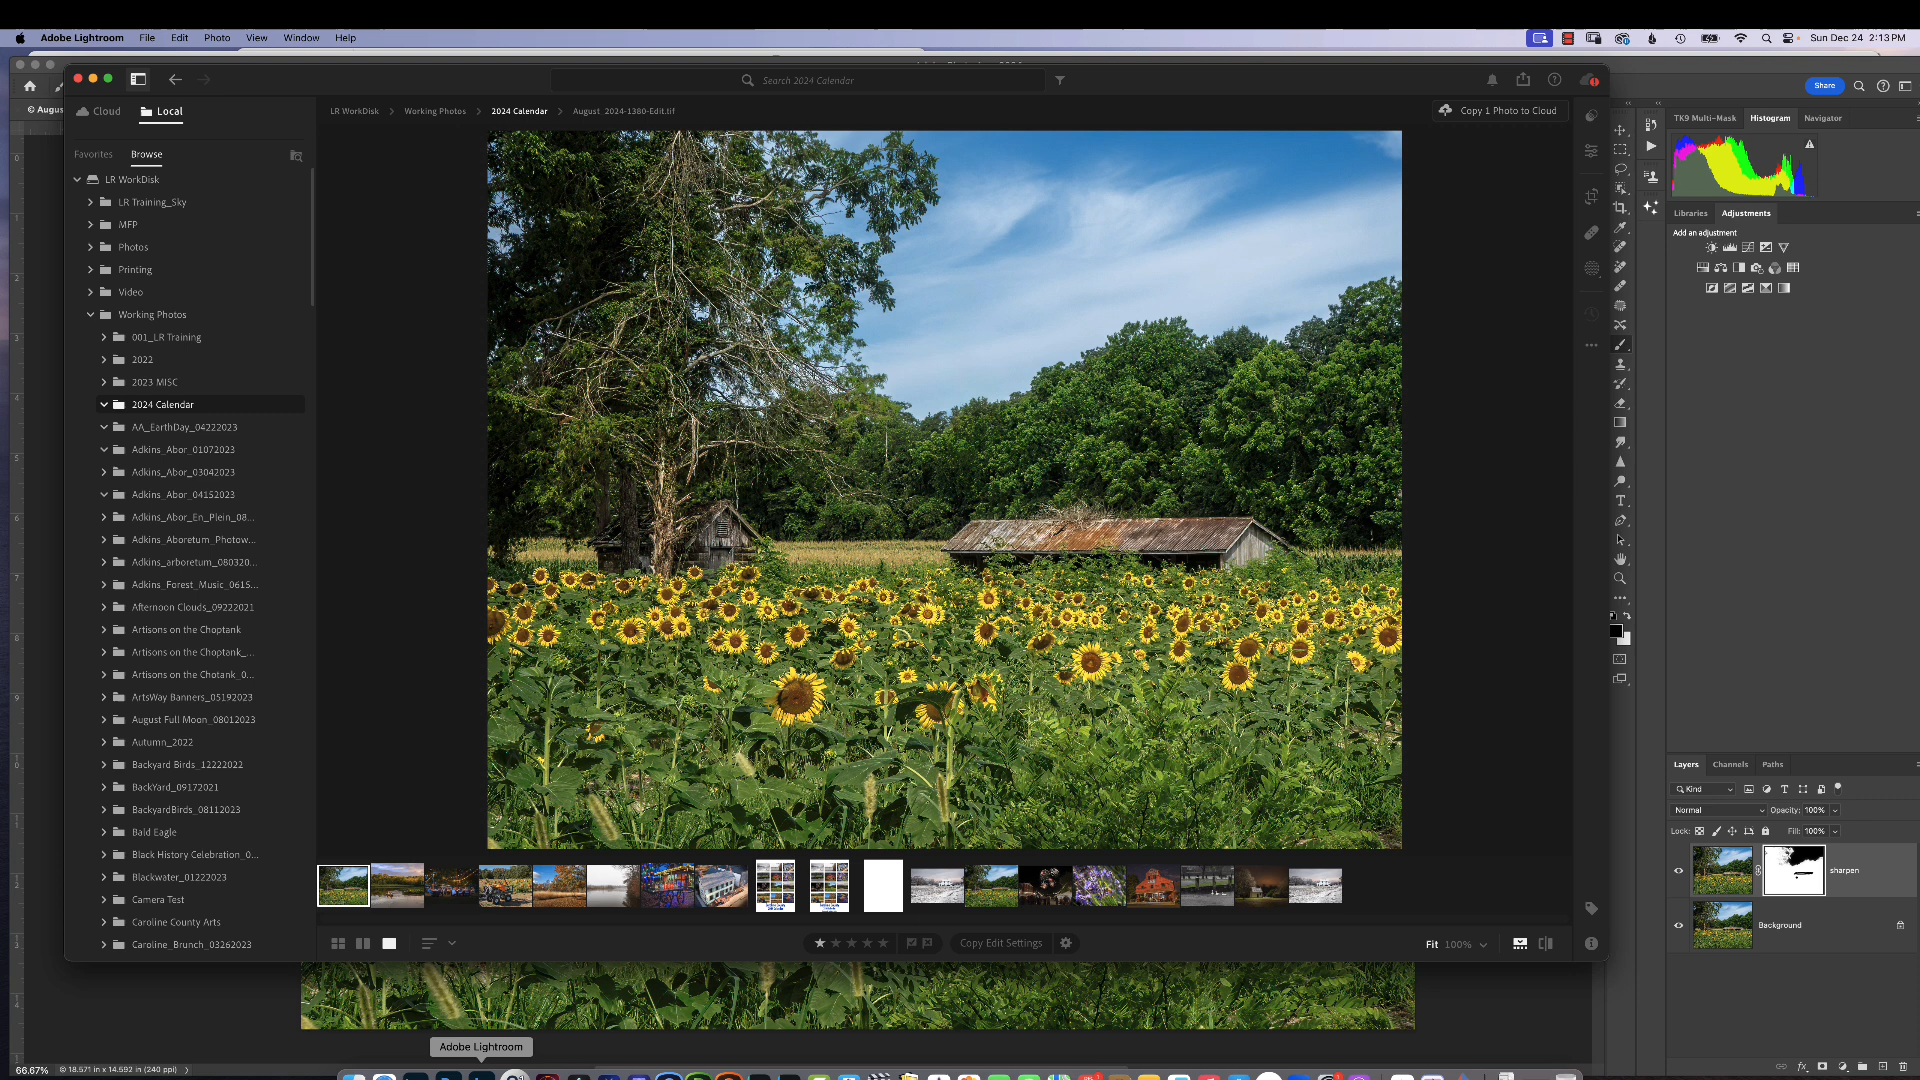 Adobe Lightroom File Edit Photo View Window Help
Sun Dec 24 2:13 PM
Search 2024 Calendar
Share
© Augus
Cloud Local
LR WorkDisk Working Photos 2024 Calendar August_2024-1380-Edit.tif
Copy 1 Photo to Cloud
TK9 Multi-Mask Histogram Navigator
Favorites Browse
LR WorkDisk
LR Training_Sky
MFP
Photos
Printing
Video
Working Photos
001_LR Training
2022
2023 MISC
2024 Calendar
AA_EarthDay_04222023
Adkins_Abor_01072023
Adkins_Abor_03042023
Adkins_Abor_04152023
Adkins_Abor_En_Plein_08...
Adkins_Aboretum_Photow...
Adkins_arboretum_080320...
Adkins_Forest_Music_0615...
Afternoon Clouds_09222021
Artisons on the Choptank
Artisons on the Choptank_...
Artisons on the Chotank_0...
ArtsWay Banners_05192023
August Full Moon_08012023
Autumn_2022
Backyard Birds_12222022
BackYard_09172021
BackyardBirds_08112023
Bald Eagle
Black History Celebration_0...
Blackwater_01222023
Camera Test
Caroline County Arts
Caroline_Brunch_03262023
Libraries Adjustments
Add an adjustment
Layers Channels Paths
Kind
Normal Opacity: 100%
Lock: Fill: 100%
sharpen
Background
Copy Edit Settings
Fit 100%
Adobe Lightroom
66.67% 18.571 in x 14.592 in (240 ppi)